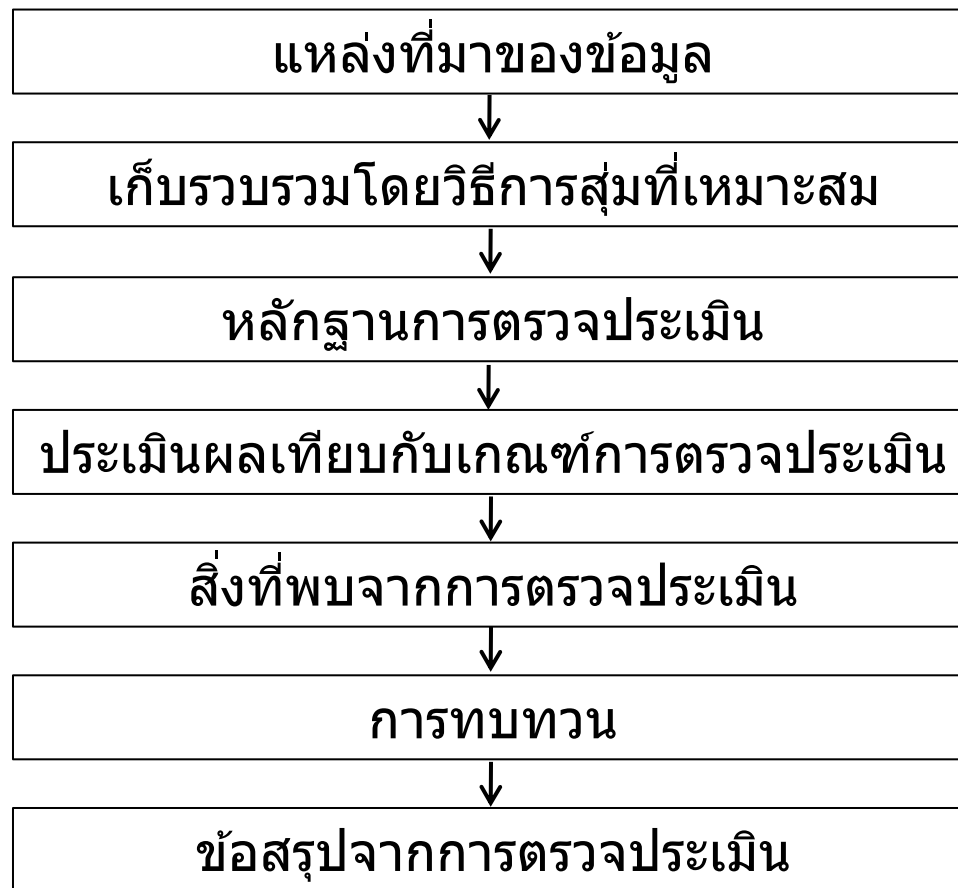 แหล่งที่มาของข้อมูล
เก็บรวบรวมโดยวิธีการสุ่มที่เหมาะสม
หลักฐานการตรวจประเมิน
ประเมินผลเทียบกับเกณฑ์การตรวจประเมิน
สิ่งที่พบจากการตรวจประเมิน
การทบทวน
ข้อสรุปจากการตรวจประเมิน